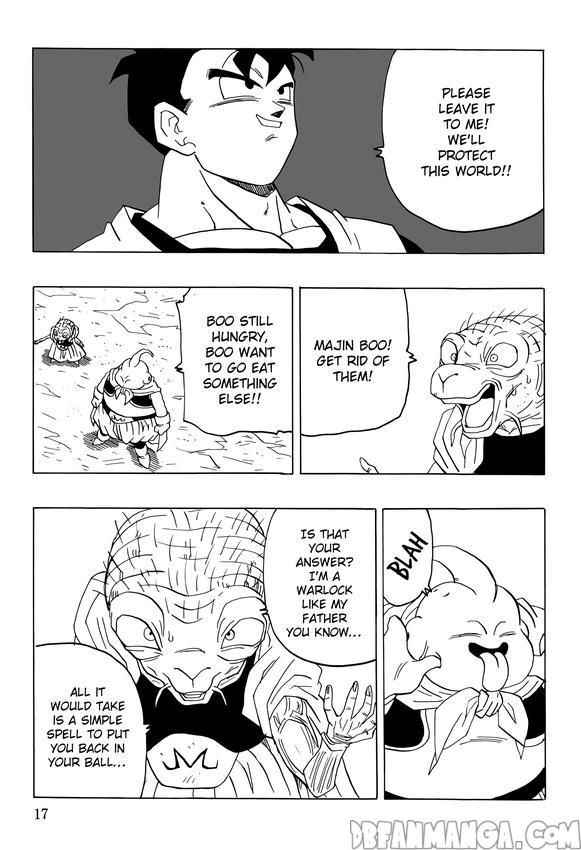 PLEASE
LEAVE IT
TO ME!
WE'LL
PROTECT
THIS WORLD!!
MAJIN BOO!
GET RID OF
THEM!
BOO STILL
HUNGRY,
BOO WANT
TO GO EAT
SOMETHING
ELSE!!
BLAH
IS THAT
YOUR
ANSWER?
I'M A
WARLOCK
LIKE MY
FATHER
YOU KNOW...
ALL IT
WOULD TAKE
IS A SIMPLE
SPELL TO PUT
YOU BACK IN
YOUR BALL...
M
17
DBFANMANGA.COM